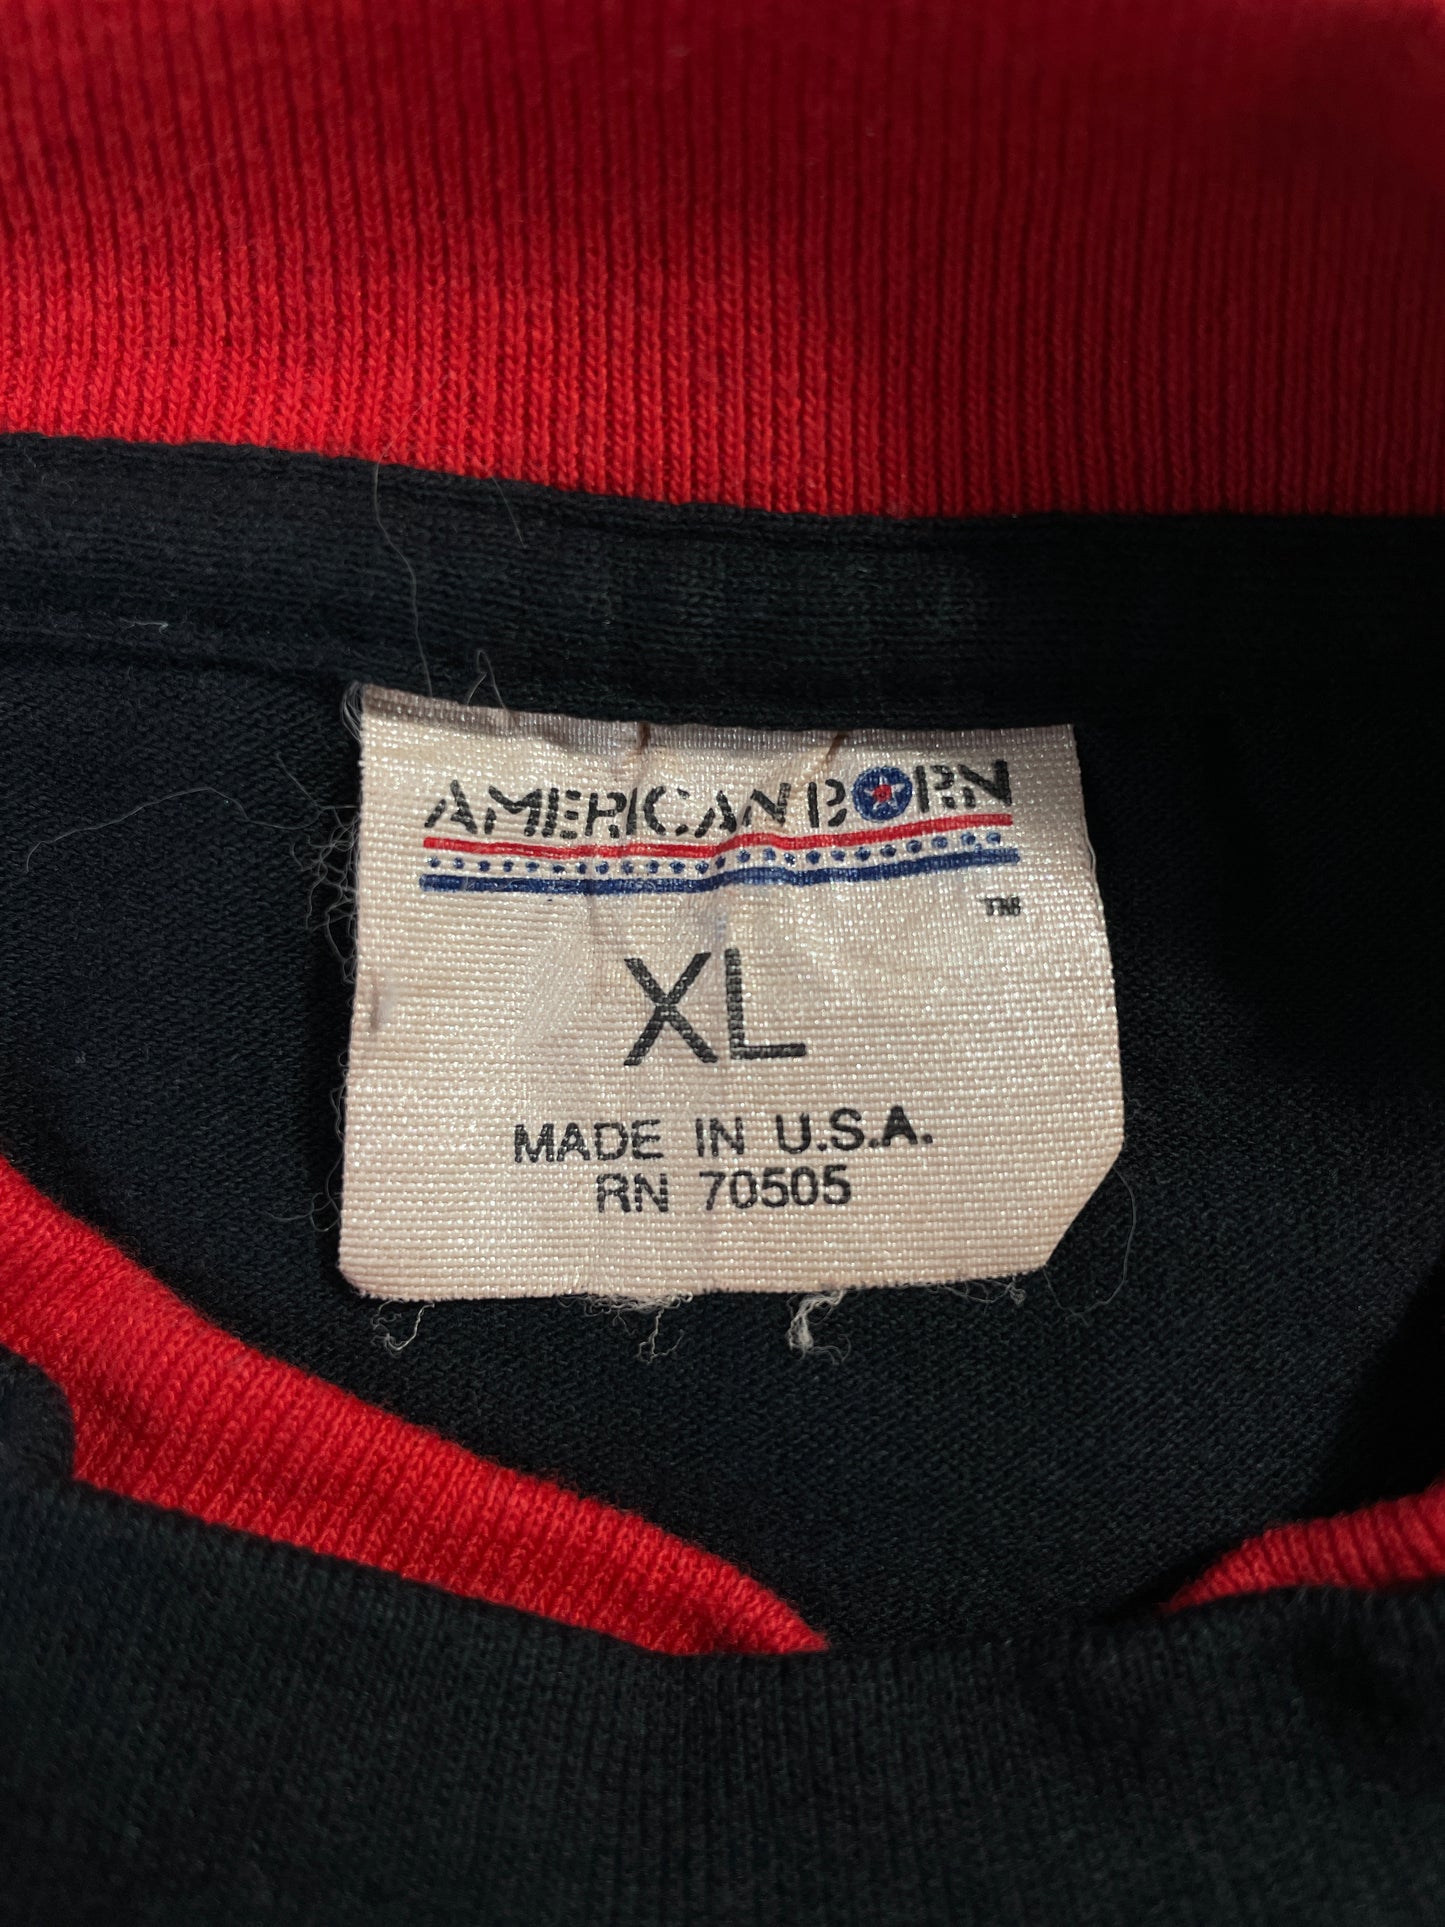 AMERICAN BORN
TM
XL
MADE IN U.S.A.
RN 70505